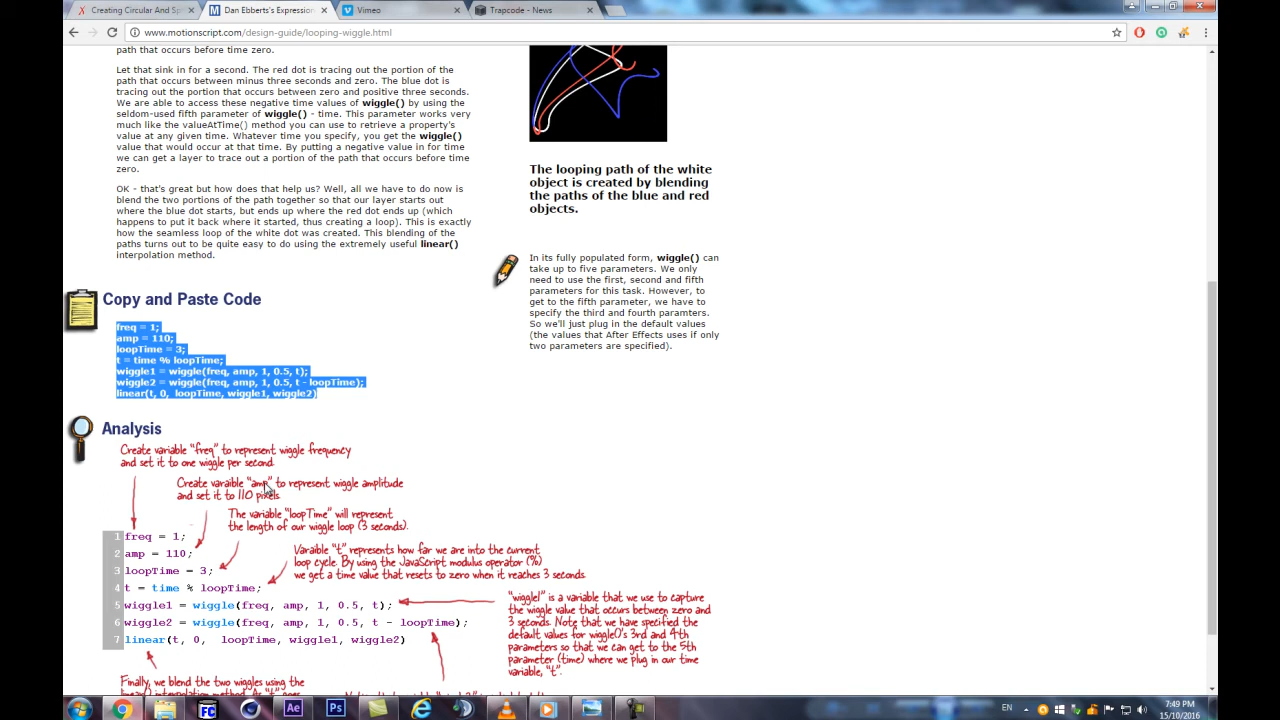 Creating Circular And Sp
Dan Ebberts's Expression
Vimeo
Trapcode - News
www.motionscript.com/design-guide/looping-wiggle.html
path that occurs before time zero.
Let that sink in for a second. The red dot is tracing out the portion of the
path that occurs between minus three seconds and zero. The blue dot is
tracing out the portion that occurs between zero and positive three seconds.
We are able to access these negative time values of wiggle() by using the
seldom-used fifth parameter of wiggle() - time. This parameter works very
much like the valueAtTime() method you can use to retrieve a property's
value at any given time. Whatever time you specify, you get the wiggle()
value that would occur at that time. By putting a negative value in for time
we can get a layer to trace out a portion of the path that occurs before time
zero.
OK - that's great but how does that help us? Well, all we have to do now is
blend the two portions of the path together so that our layer starts out
where the blue dot starts, but ends up where the red dot ends up (which
happens to put it back where it started, thus creating a loop). This is exactly
how the seamless loop of the white dot was created. This blending of the
paths turns out to be quite easy to do using the extremely useful linear()
interpolation method.
The looping path of the white
object is created by blending
the paths of the blue and red
objects.
In its fully populated form, wiggle() can
take up to five parameters. We only
need to use the first, second and fifth
parameters for this task. However, to
get to the fifth parameter, we have to
specify the third and fourth paramters.
So we'll just plug in the default values
(the values that After Effects uses if only
two parameters are specified).
Copy and Paste Code
freq = 1;
amp = 110;
loopTime = 3;
t = time % loopTime;
wiggle1 = wiggle(freq, amp, 1, 0.5, t);
wiggle2 = wiggle(freq, amp, 1, 0.5, t - loopTime);
linear(t, 0, loopTime, wiggle1, wiggle2)
Analysis
Create variable "freq" to represent wiggle frequency
and set it to one wiggle per second.
Create varaible "amp" to represent wiggle amplitude
and set it to 110 pixels.
The variable "loopTime" will represent
the length of our wiggle loop (3 seconds).
Varaible "t" represents how far we are into the current
loop cycle. By using the JavaScript modulus operator (%)
we get a time value that resets to zero when it reaches 3 seconds.
"wiggle1" is a variable that we use to capture
the wiggle value that occurs between zero and
3 seconds. Note that we have specified the
default values for wiggle()'s 3rd and 4th
parameters so that we can get to the 5th
parameter (time) where we plug in our time
variable, "t".
1 freq = 1;
2 amp = 110;
3 loopTime = 3;
4 t = time % loopTime;
5 wiggle1 = wiggle(freq, amp, 1, 0.5, t);
6 wiggle2 = wiggle(freq, amp, 1, 0.5, t - loopTime);
7 linear(t, 0, loopTime, wiggle1, wiggle2)
Finally, we blend the two wiggles using the
EN
7:49 PM
15/10/2016